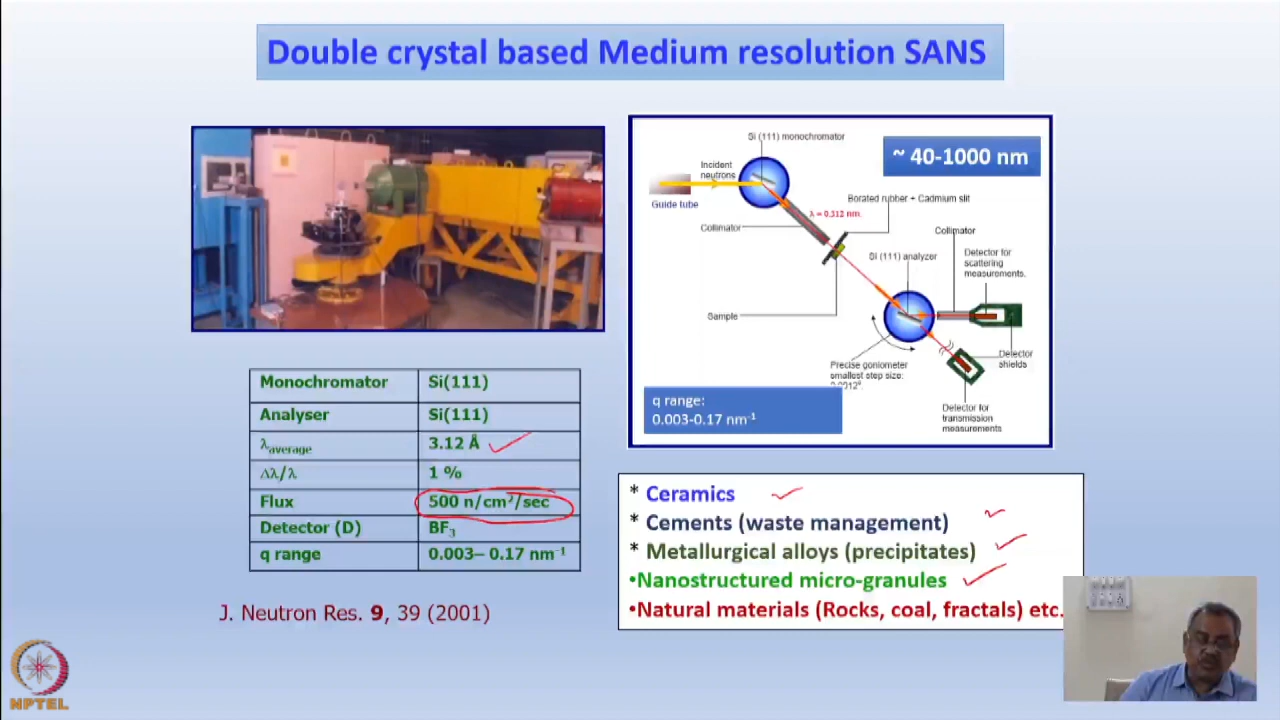 Double crystal based Medium resolution SANS
Si (111) monochromator
~ 40-1000 nm
Incident
neutrons
Guide tube
Borated rubber + Cadmium slit
λ = 0.312 nm.
Collimator
Collimator
Si (111) analyzer
Detector for
scattering
measurements.
Sample
Detector
shields
Precise goniometer
smallest step size:
0.0012°.
q range:
0.003-0.17 nm-1
Detector for
transmission
measurements
Monochromator Si(111)
Analyser Si(111)
λaverage 3.12 Å
Δλ/λ 1 %
Flux 500 n/cm²/sec
Detector (D) BF3
q range 0.003– 0.17 nm-1
J. Neutron Res. 9, 39 (2001)
* Ceramics
* Cements (waste management)
* Metallurgical alloys (precipitates)
•Nanostructured micro-granules
•Natural materials (Rocks, coal, fractals) etc.
NPTEL